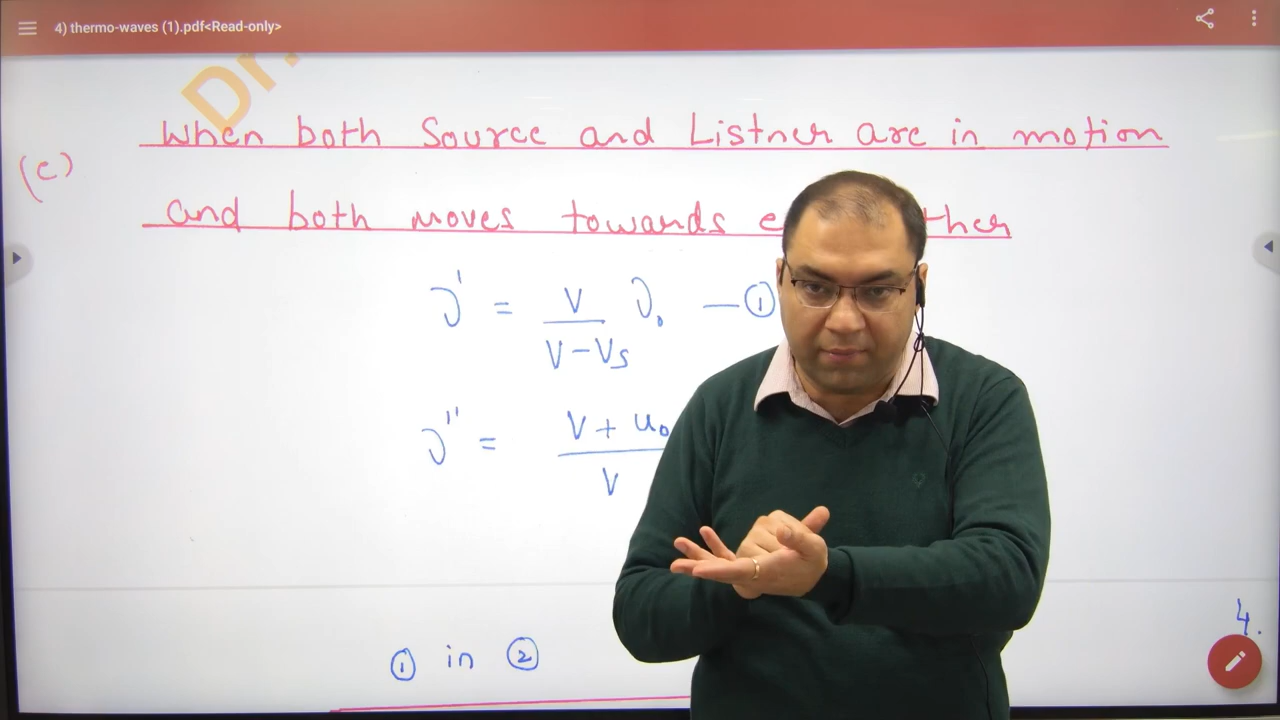 4) thermo-waves (1).pdf<Read-only>
Dr.
When both Source and Listner are in motion
(c)
and both moves towards
ν' = V / (V - Vs) ν₀ — ①
ν'' = (V + u₀) / V
① in ②
4.